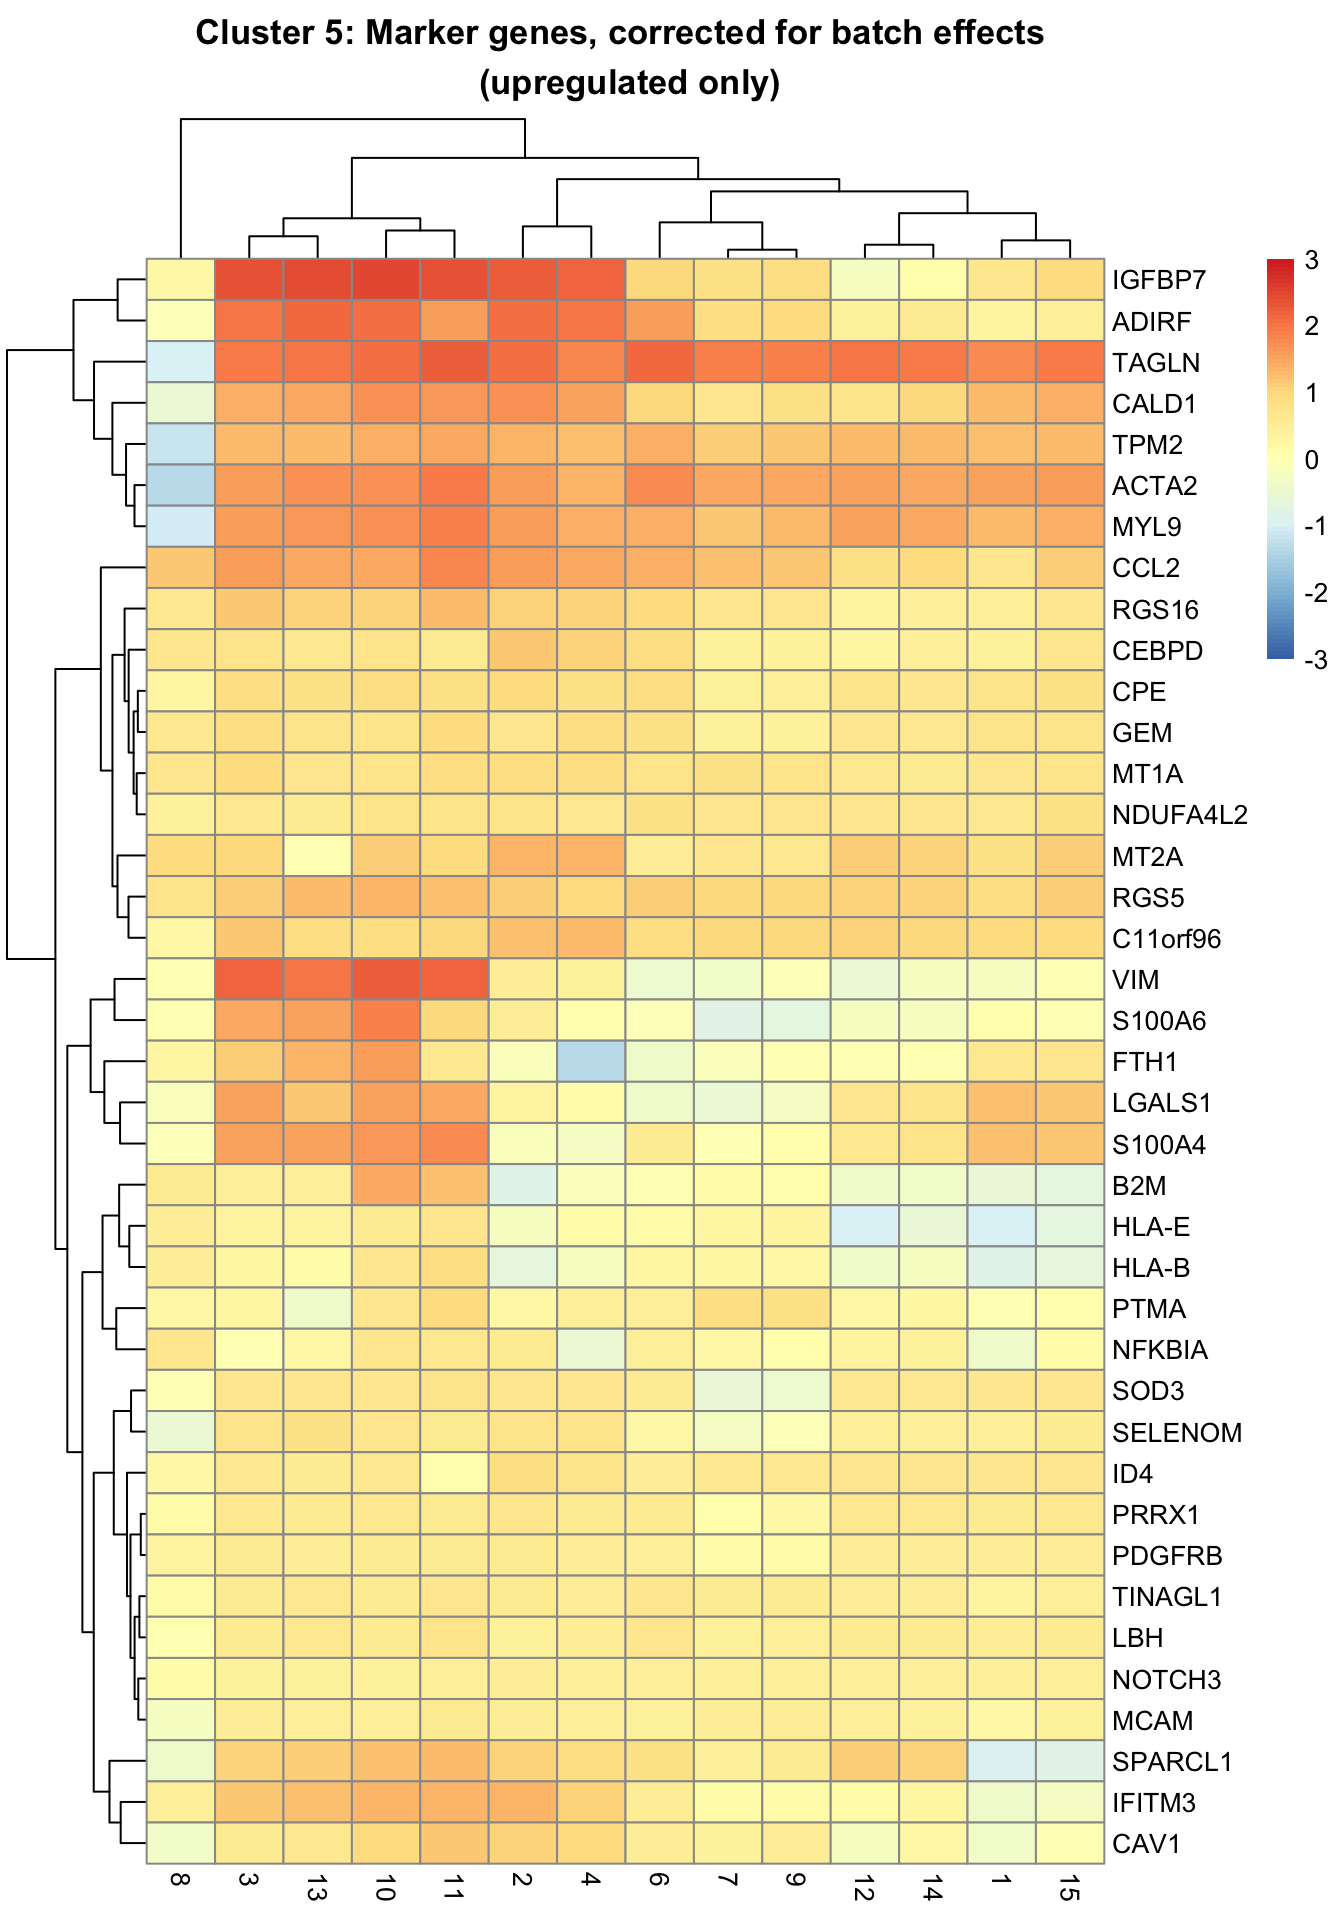 Cluster 5: Marker genes, corrected for batch effects
(upregulated only)
3
2
1
0
-1
-2
-3
IGFBP7
ADIRF
TAGLN
CALD1
TPM2
ACTA2
MYL9
CCL2
RGS16
CEBPD
CPE
GEM
MT1A
NDUFA4L2
MT2A
RGS5
C11orf96
VIM
S100A6
FTH1
LGALS1
S100A4
B2M
HLA-E
HLA-B
PTMA
NFKBIA
SOD3
SELENOM
ID4
PRRX1
PDGFRB
TINAGL1
LBH
NOTCH3
MCAM
SPARCL1
IFITM3
CAV1
8 3 13 10 11 2 4 6 7 9 12 14 1 15